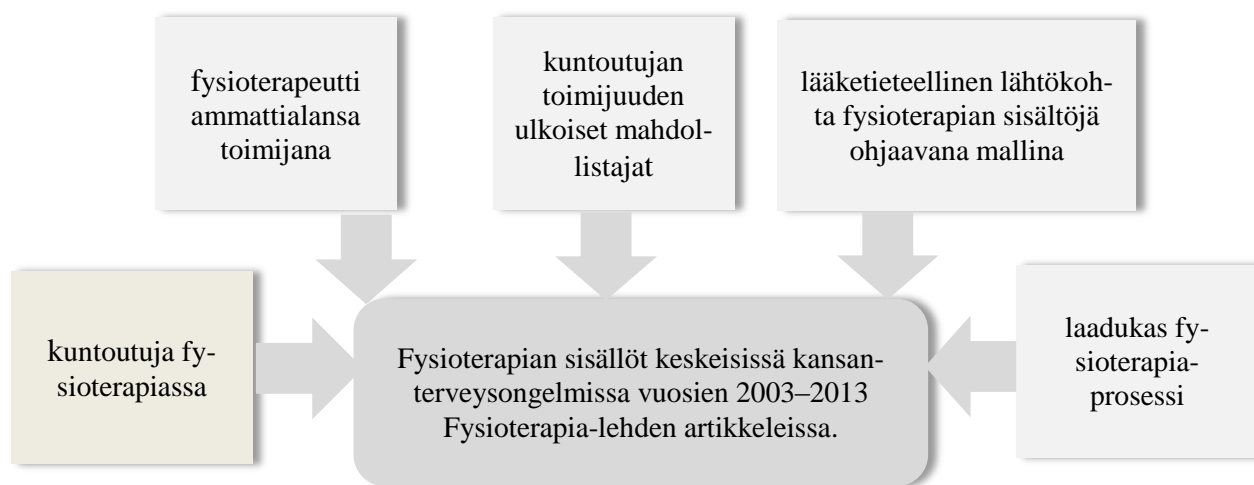 fysioterapeutti
ammattialansa
toimijana
kuntoutujan
toimijuuden
ulkoiset mahdol-
listajat
lääketieteellinen lähtökoh-
ta fysioterapian sisältöjä
ohjaavana mallina
kuntoutuja fy-
sioterapiassa
Fysioterapian sisällöt keskeisissä kansan-
terveysongelmissa vuosien 2003–2013
Fysioterapia-lehden artikkeleissa.
laadukas fy-
sioterapia-
prosessi